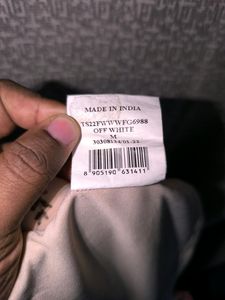 MADE IN INDIA
TS22FWWWFG6988
OFF WHITE
M
8 905190 631411